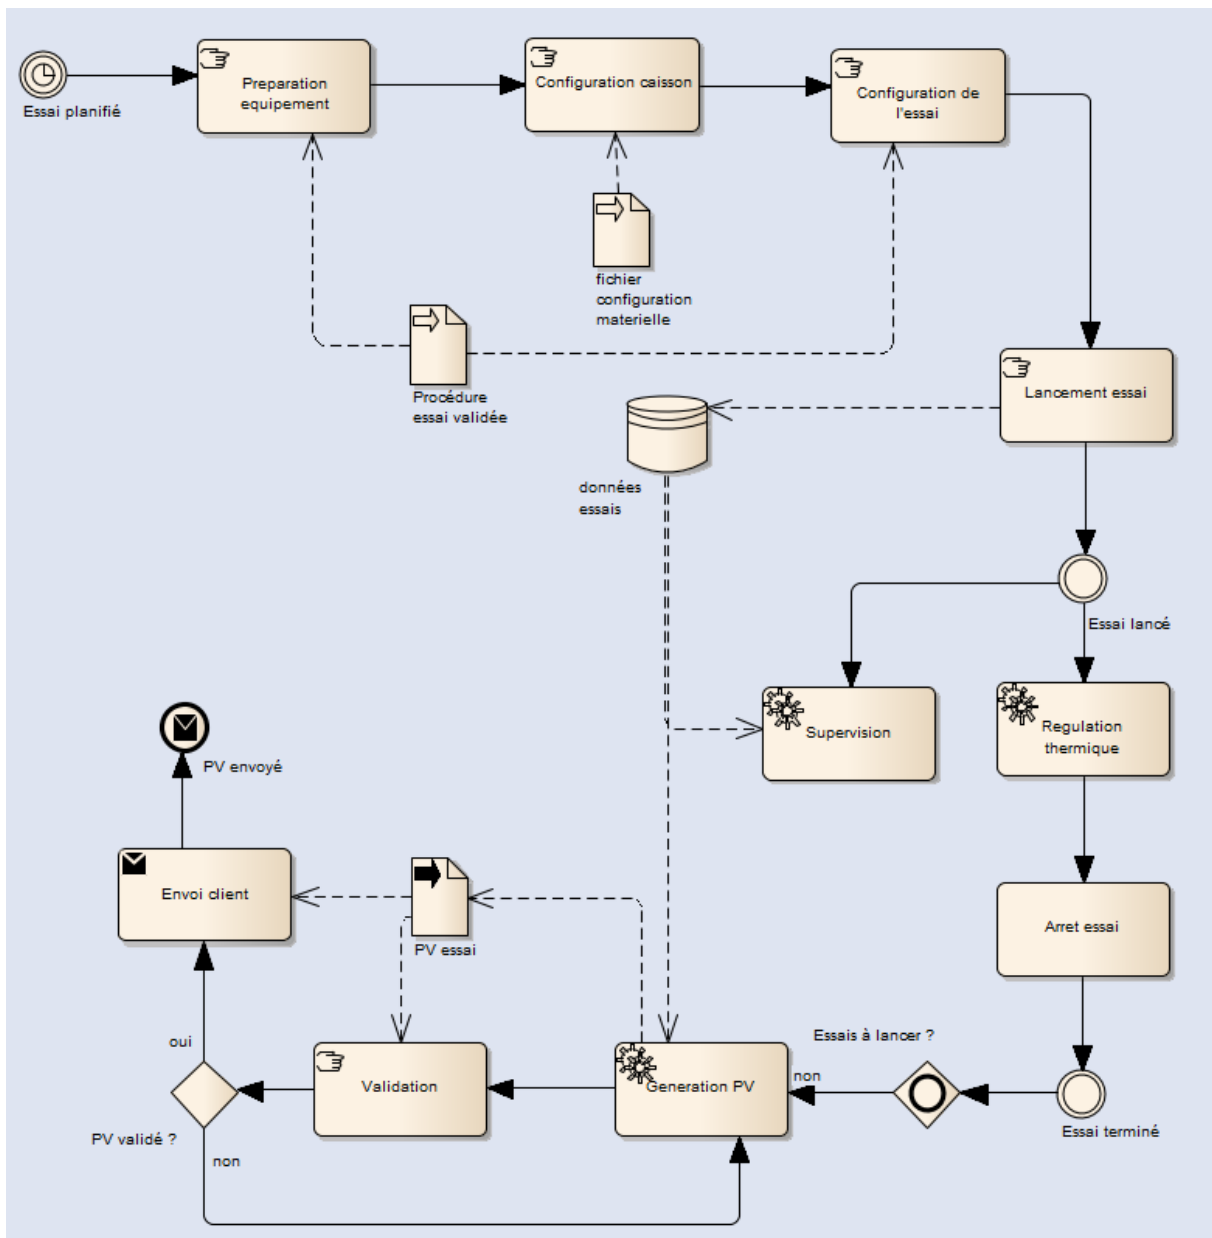 Essai planifié
Preparation
equipement
Configuration caisson
Configuration de
l'essai
fichier
configuration
materielle
Procédure
essai validée
Lancement essai
données
essais
Essai lancé
Supervision
Regulation
thermique
PV envoyé
Envoi client
PV essai
Arret essai
Essais à lancer ?
oui
Validation
Generation PV
non
PV validé ?
Essai terminé
non